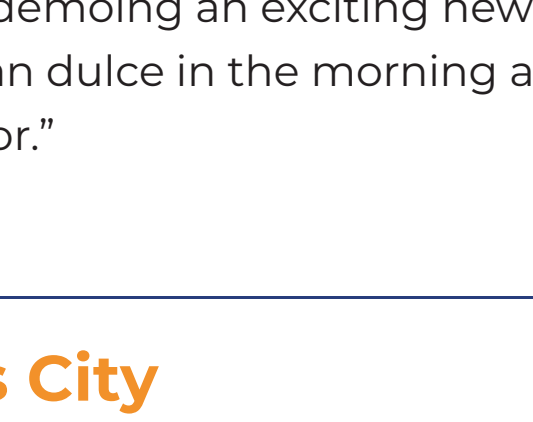 demoing an exciting new
n dulce in the morning a
or.”
s City